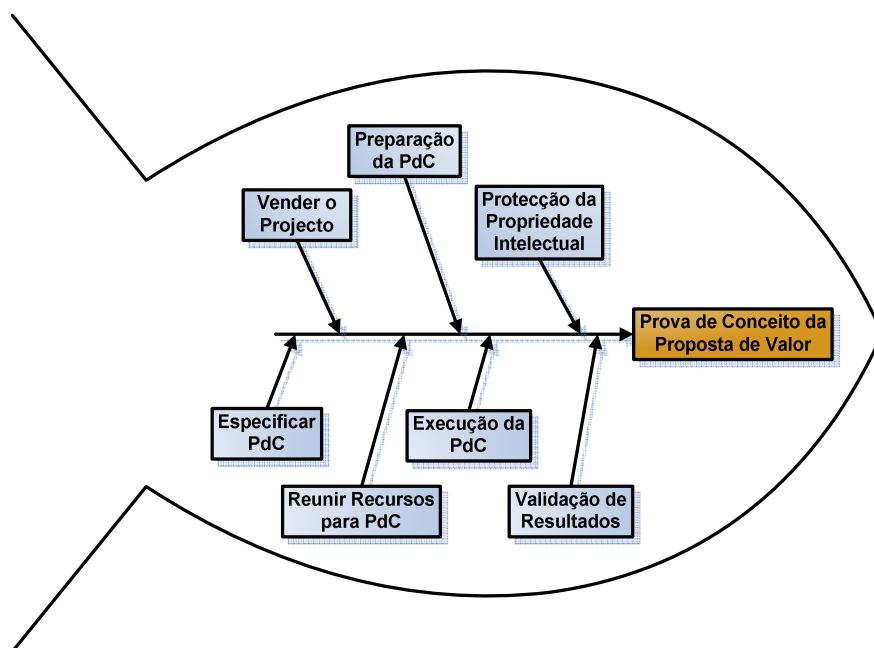 Preparação
da PdC
Vender o
Projecto
Protecção da
Propriedade
Intelectual
Prova de Conceito da
Proposta de Valor
Especificar
PdC
Execução da
PdC
Reunir Recursos
para PdC
Validação de
Resultados